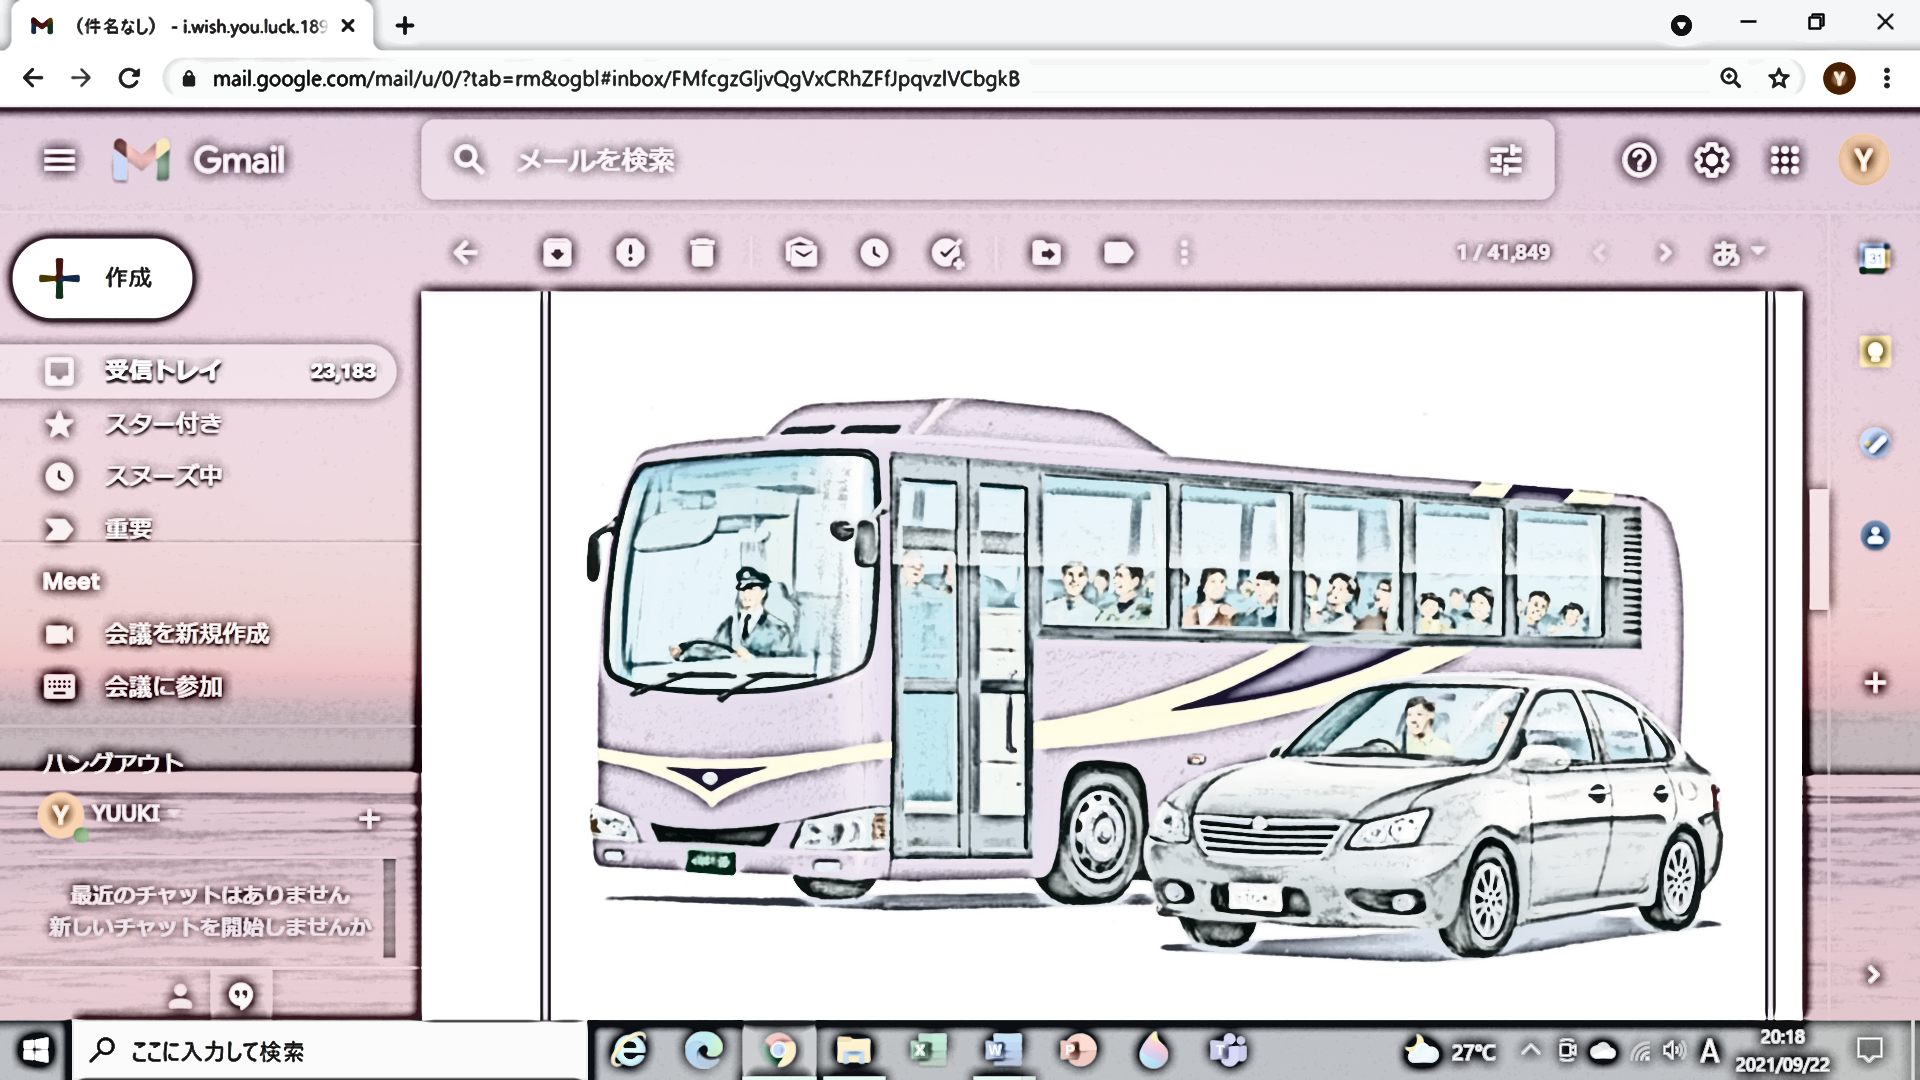 （件名なし） - i.wish.you.luck.189
mail.google.com/mail/u/0/?tab=rm&ogbl#inbox/FMfcgzGljvQgVxCRhZFfJpqvzlVCbgkB
Y
Gmail
メールを検索
Y
作成
1 / 41,849
あ
31
受信トレイ 23,183
スター付き
スヌーズ中
重要
Meet
会議を新規作成
会議に参加
ハングアウト
Y YUUKI
最近のチャットはありません
新しいチャットを開始しませんか
ここに入力して検索
27°C
A
20:18
2021/09/22